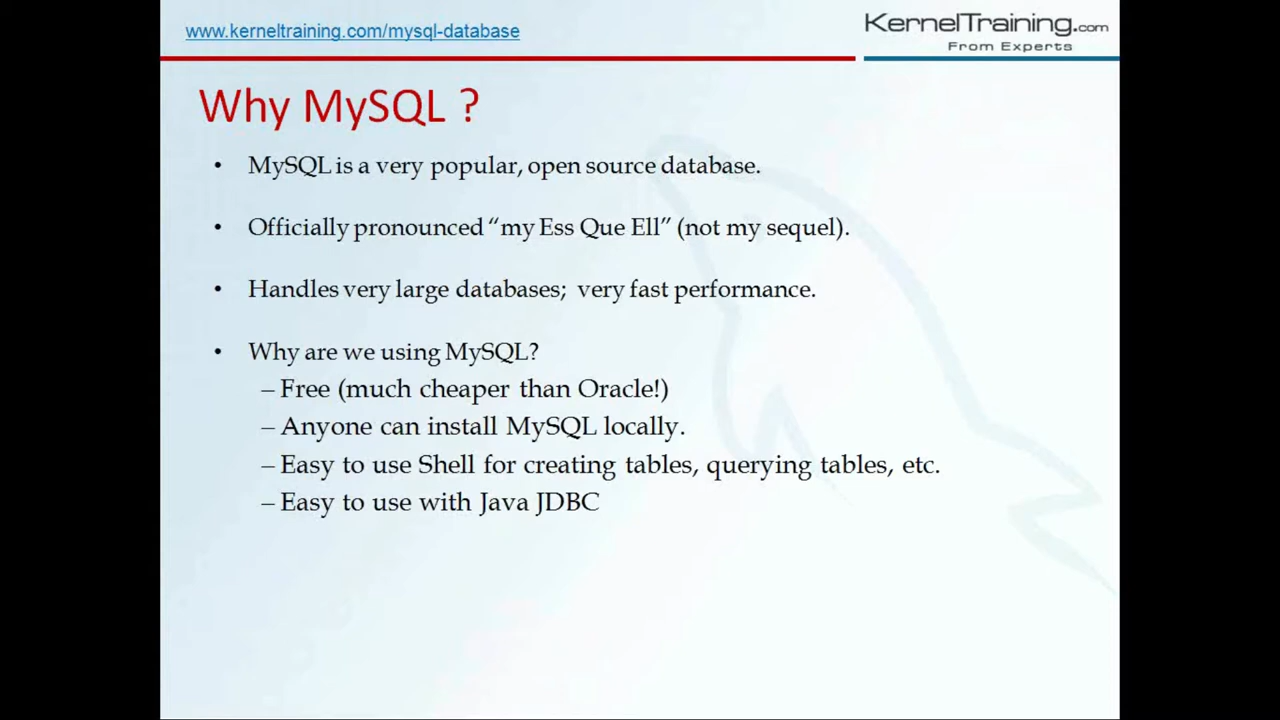 www.kerneltraining.com/mysql-database
KernelTraining.com
From Experts
Why MySQL ?
• MySQL is a very popular, open source database.
• Officially pronounced “my Ess Que Ell” (not my sequel).
• Handles very large databases; very fast performance.
• Why are we using MySQL?
– Free (much cheaper than Oracle!)
– Anyone can install MySQL locally.
– Easy to use Shell for creating tables, querying tables, etc.
– Easy to use with Java JDBC